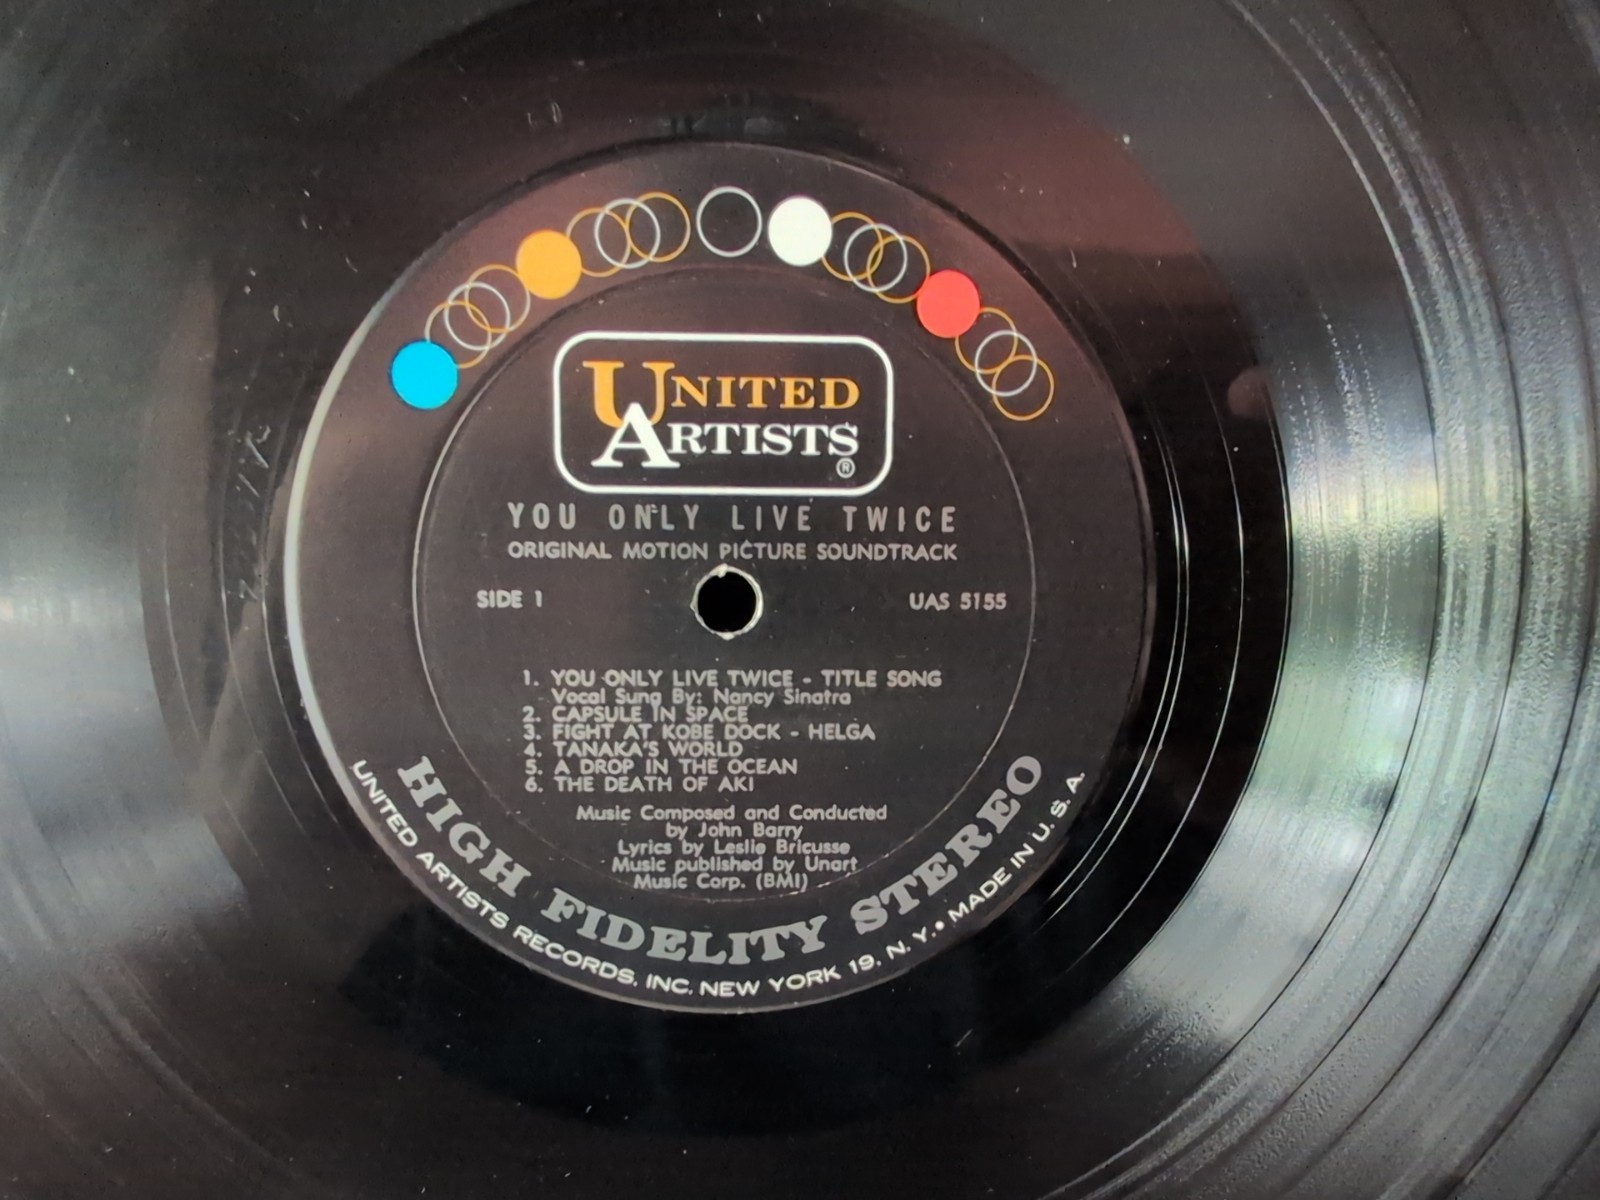 UNITED
ARTISTS
®
YOU ONLY LIVE TWICE
ORIGINAL MOTION PICTURE SOUNDTRACK
SIDE 1
UAS 5155
1. YOU ONLY LIVE TWICE - TITLE SONG
Vocal Sung By: Nancy Sinatra
2. CAPSULE IN SPACE
3. FIGHT AT KOBE DOCK - HELGA
4. TANAKA'S WORLD
5. A DROP IN THE OCEAN
6. THE DEATH OF AKI
Music Composed and Conducted
by John Barry
Lyrics by Leslie Bricusse
Music published by Unart
Music Corp. (BMI)
HIGH FIDELITY STEREO
UNITED ARTISTS RECORDS, INC. NEW YORK 19, N. Y. • MADE IN U. S. A.